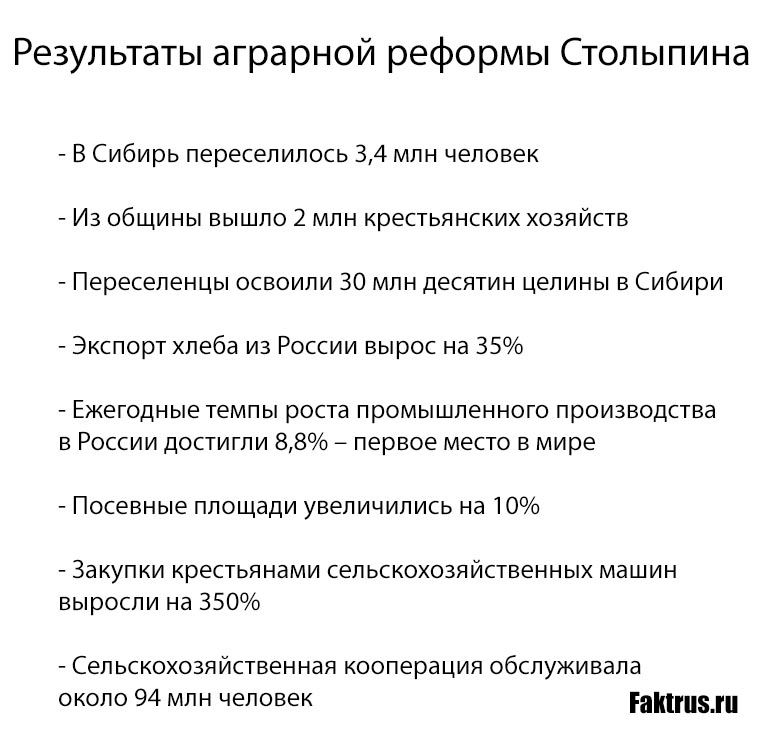 Результаты аграрной реформы Столыпина
- В Сибирь переселилось 3,4 млн человек
- Из общины вышло 2 млн крестьянских хозяйств
- Переселенцы освоили 30 млн десятин целины в Сибири
- Экспорт хлеба из России вырос на 35%
- Ежегодные темпы роста промышленного производства
в России достигли 8,8% – первое место в мире
- Посевные площади увеличились на 10%
- Закупки крестьянами сельскохозяйственных машин
выросли на 350%
- Сельскохозяйственная кооперация обслуживала
около 94 млн человек
Faktrus.ru